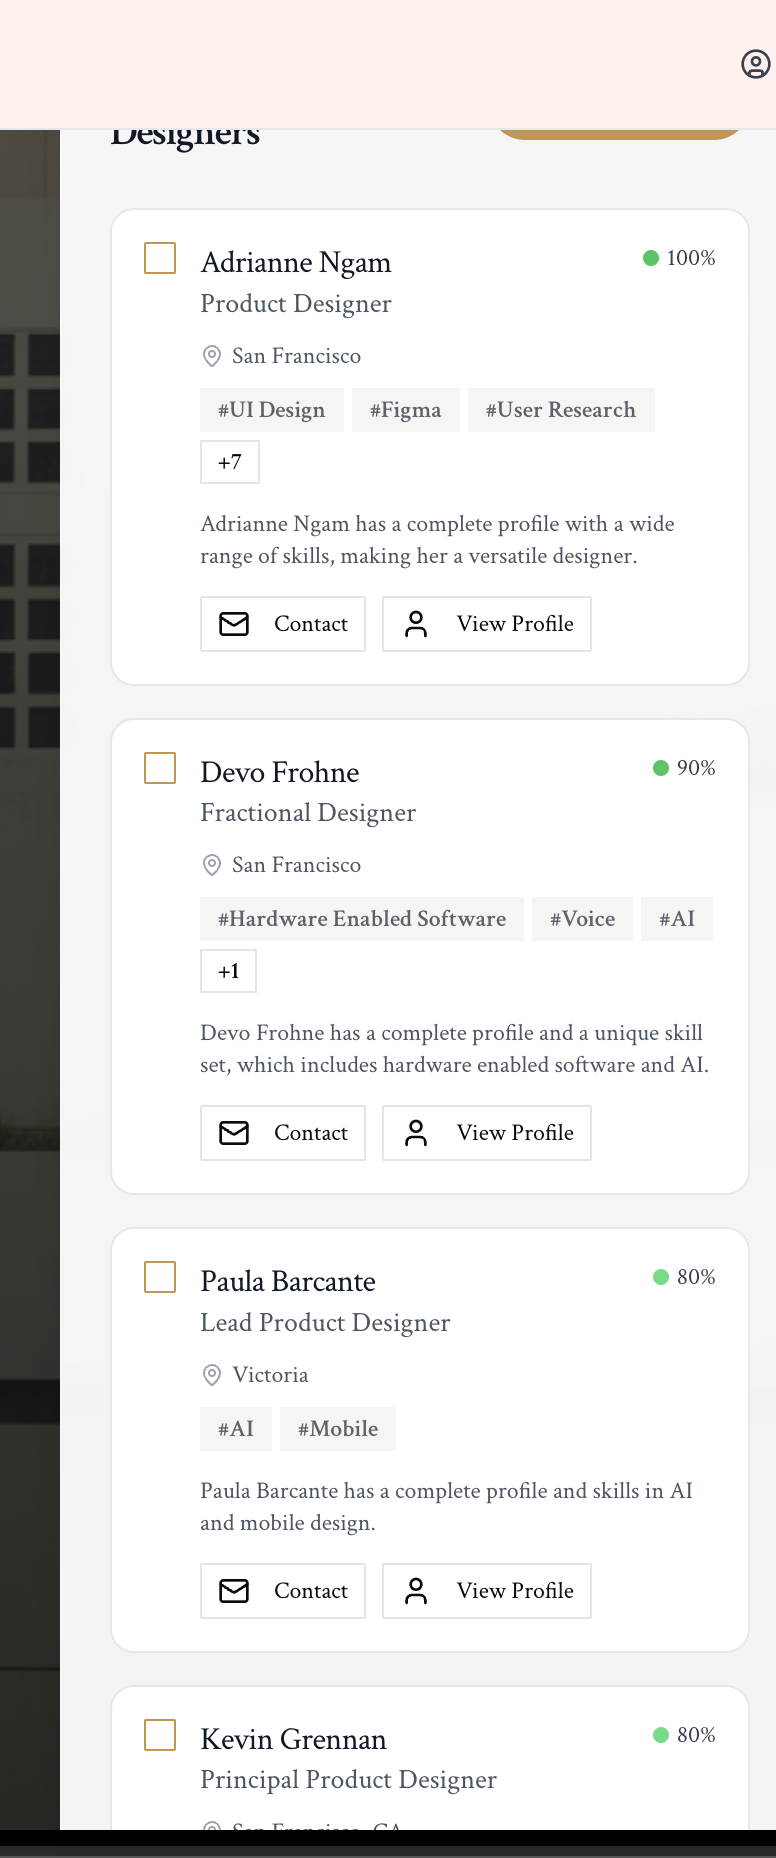 Designers
Adrianne Ngam
100%
Product Designer
San Francisco
#UI Design #Figma #User Research
+7
Adrianne Ngam has a complete profile with a wide
range of skills, making her a versatile designer.
Contact View Profile
Devo Frohne
90%
Fractional Designer
San Francisco
#Hardware Enabled Software #Voice #AI
+1
Devo Frohne has a complete profile and a unique skill
set, which includes hardware enabled software and AI.
Contact View Profile
Paula Barcante
80%
Lead Product Designer
Victoria
#AI #Mobile
Paula Barcante has a complete profile and skills in AI
and mobile design.
Contact View Profile
Kevin Grennan
80%
Principal Product Designer
San Francisco, CA